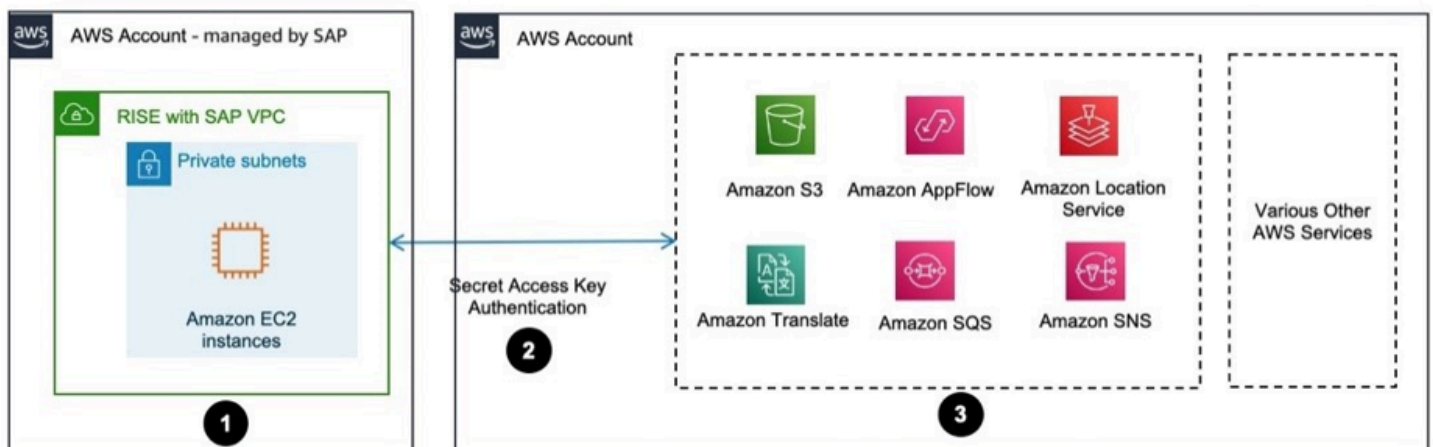 aws
AWS Account - managed by SAP
RISE with SAP VPC
Private subnets
Amazon EC2
instances
1
aws
AWS Account
Secret Access Key
Authentication
2
Amazon S3
Amazon AppFlow
Amazon Location
Service
Amazon Translate
Amazon SQS
Amazon SNS
3
Various Other
AWS Services